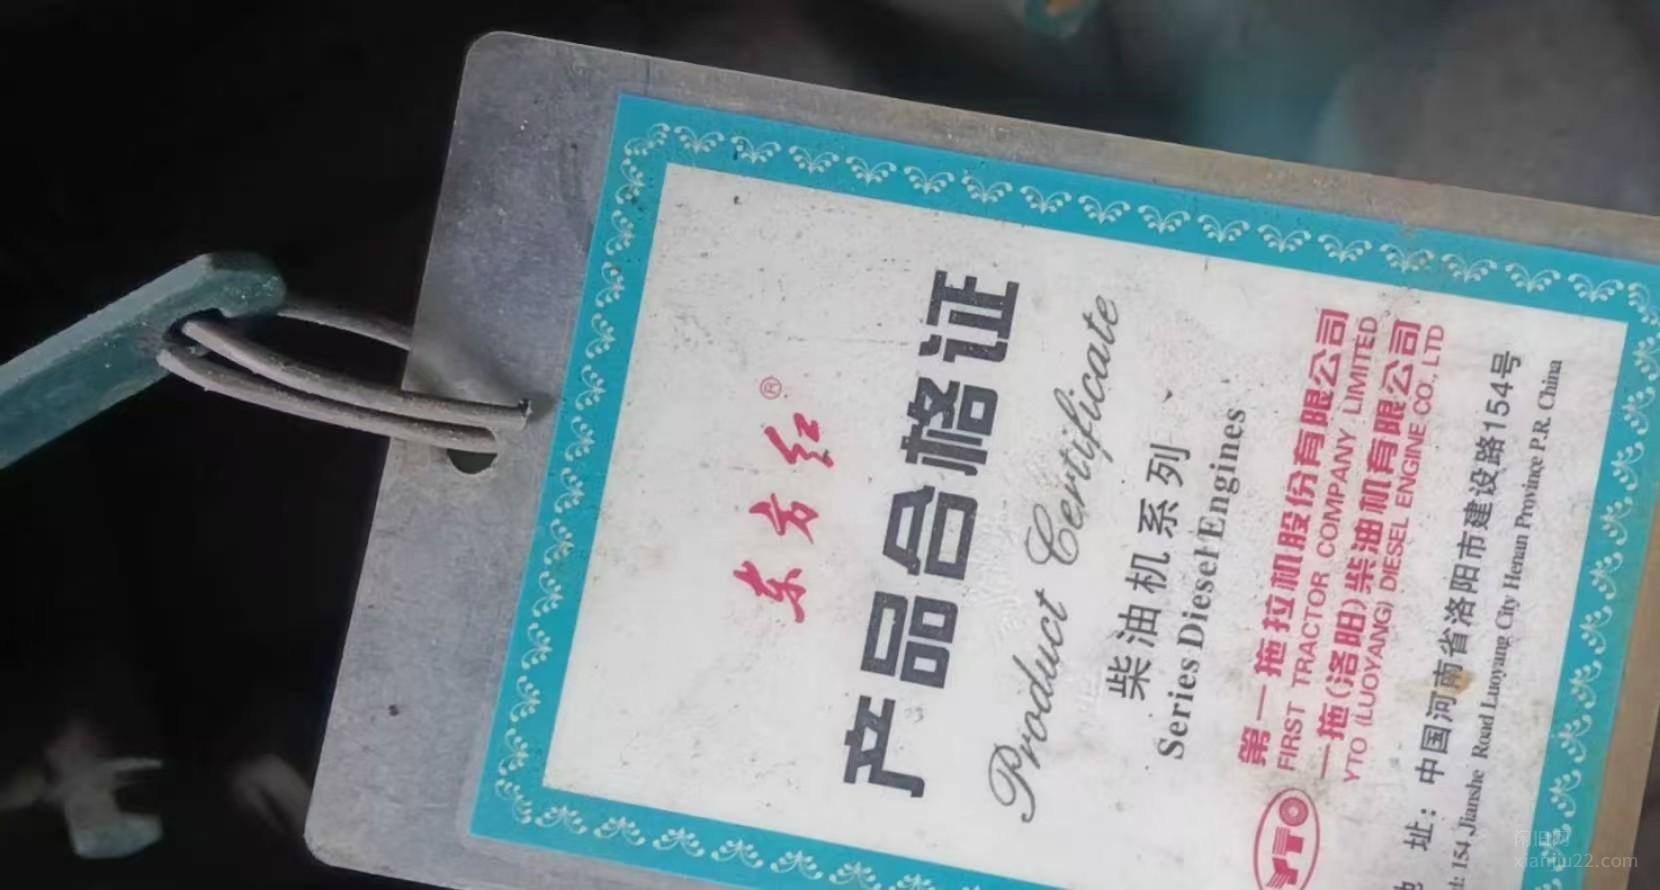 东方红®
产品合格证
Product Certificate
柴油机系列
Series Diesel Engines
第一拖拉机股份有限公司
FIRST TRACTOR COMPANY LIMITED
一拖(洛阳)柴油机有限公司
YTO (LUOYANG) DIESEL ENGINE CO., LTD
YTO
址：中国河南省洛阳市建设路154号
154, Jianshe Road Luoyang City Henan Province P.R. China
闲旧网
xianjiu22.com